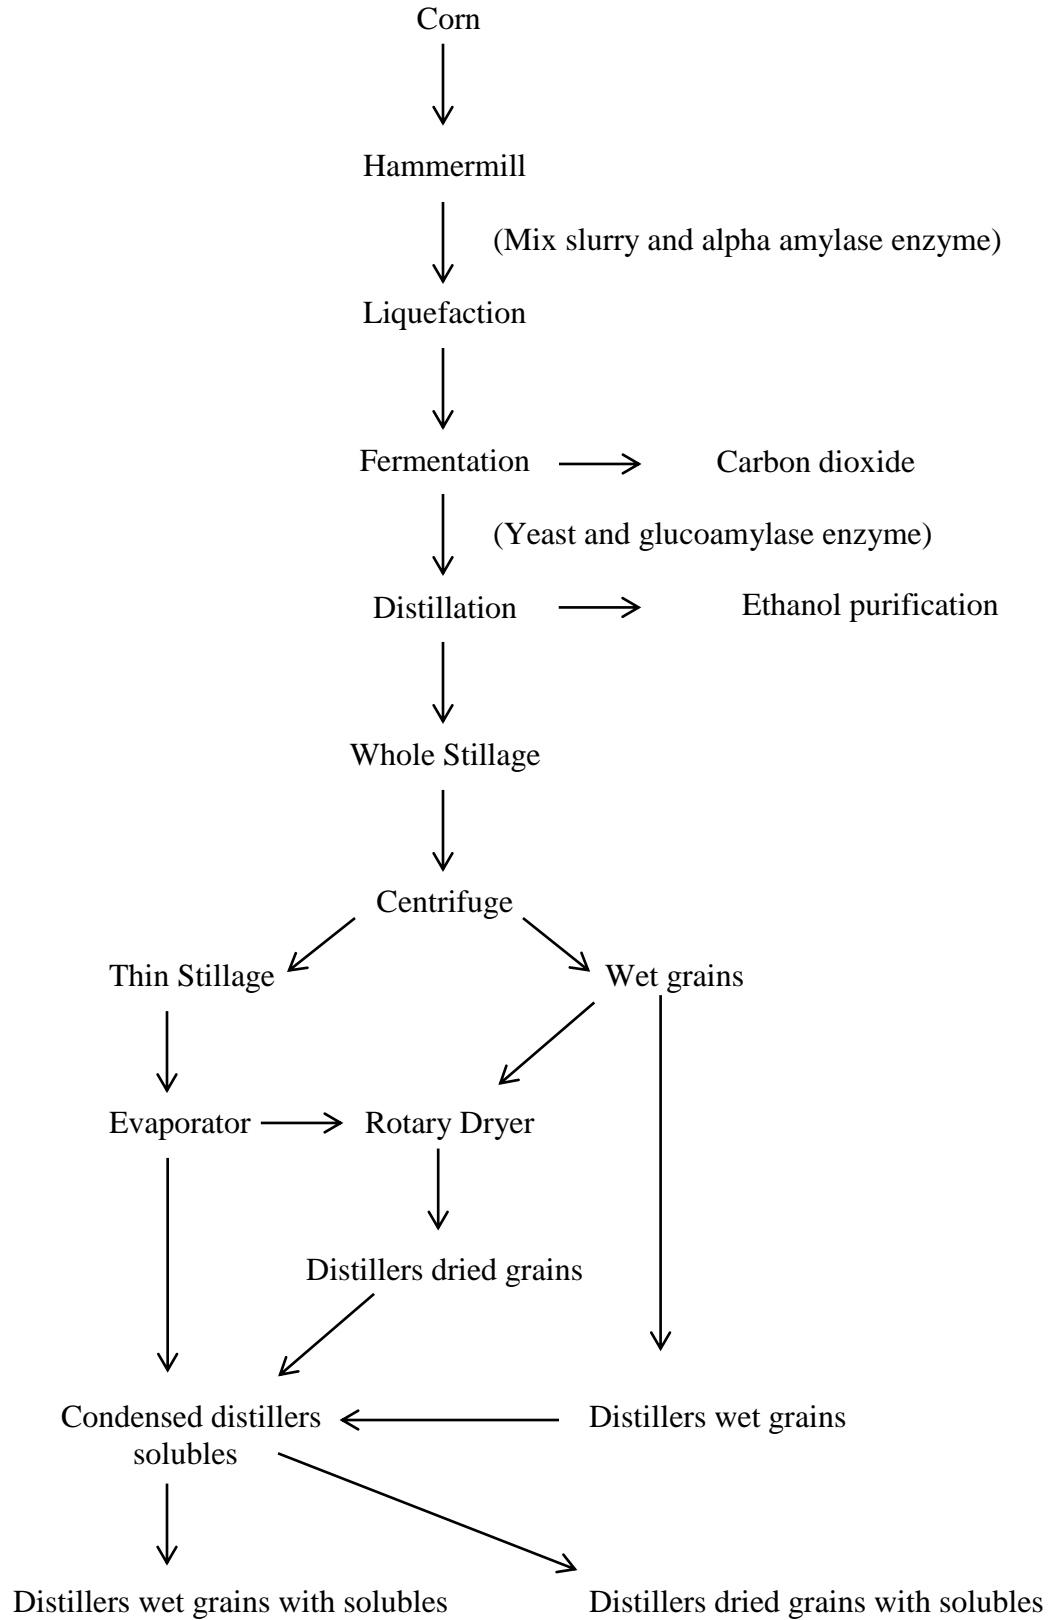 Corn
Hammermill
(Mix slurry and alpha amylase enzyme)
Liquefaction
Fermentation
Carbon dioxide
(Yeast and glucoamylase enzyme)
Distillation
Ethanol purification
Whole Stillage
Centrifuge
Thin Stillage
Wet grains
Evaporator
Rotary Dryer
Distillers dried grains
Condensed distillers
solubles
Distillers wet grains
Distillers wet grains with solubles
Distillers dried grains with solubles